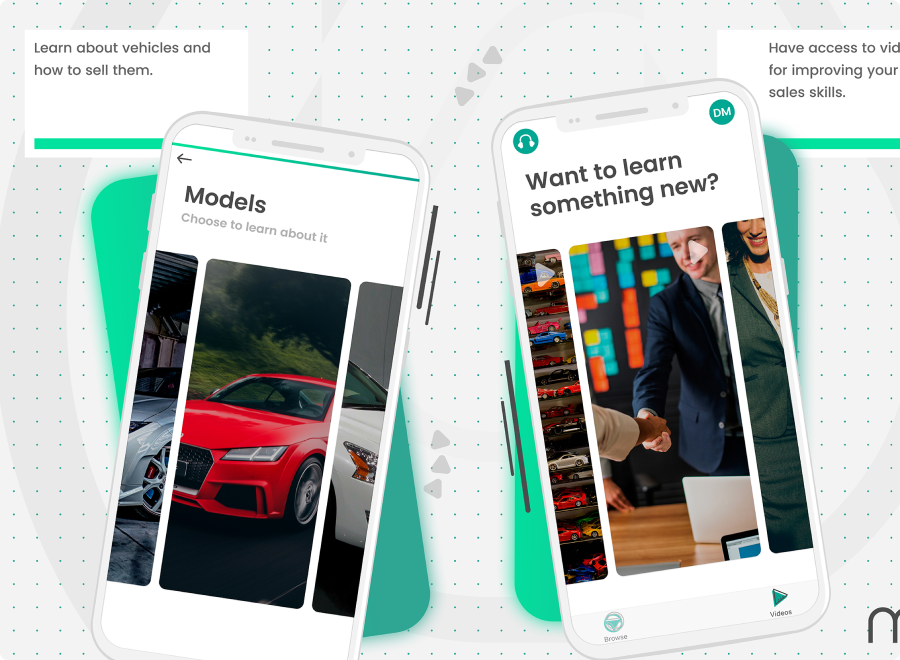 Learn about vehicles and
how to sell them.
Have access to
for improving your
sales skills.
Models
Choose to learn about it
DM
Want to learn
something new?
Browse
Videos